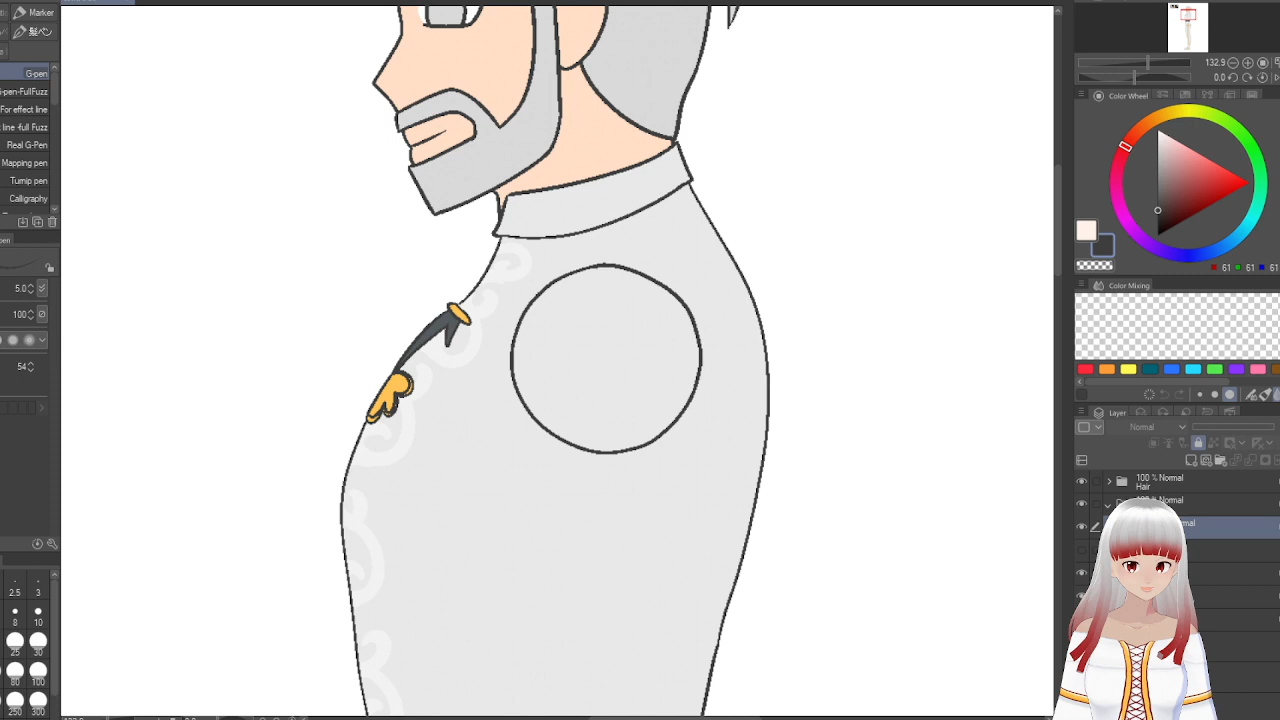 Marker
G-pen
G-pen-FullFuzz
For effect line
line -full Fuzz
Real G-Pen
Mapping pen
Turnip pen
Calligraphy
pen
5.0
100
54
2.5 3
8 10
25 30
80 100
250 300
132.9
0.0
Color Wheel
61 61 61
Color Mixing
Layer
Normal
100 % Normal
Hair
100 % Normal
mal